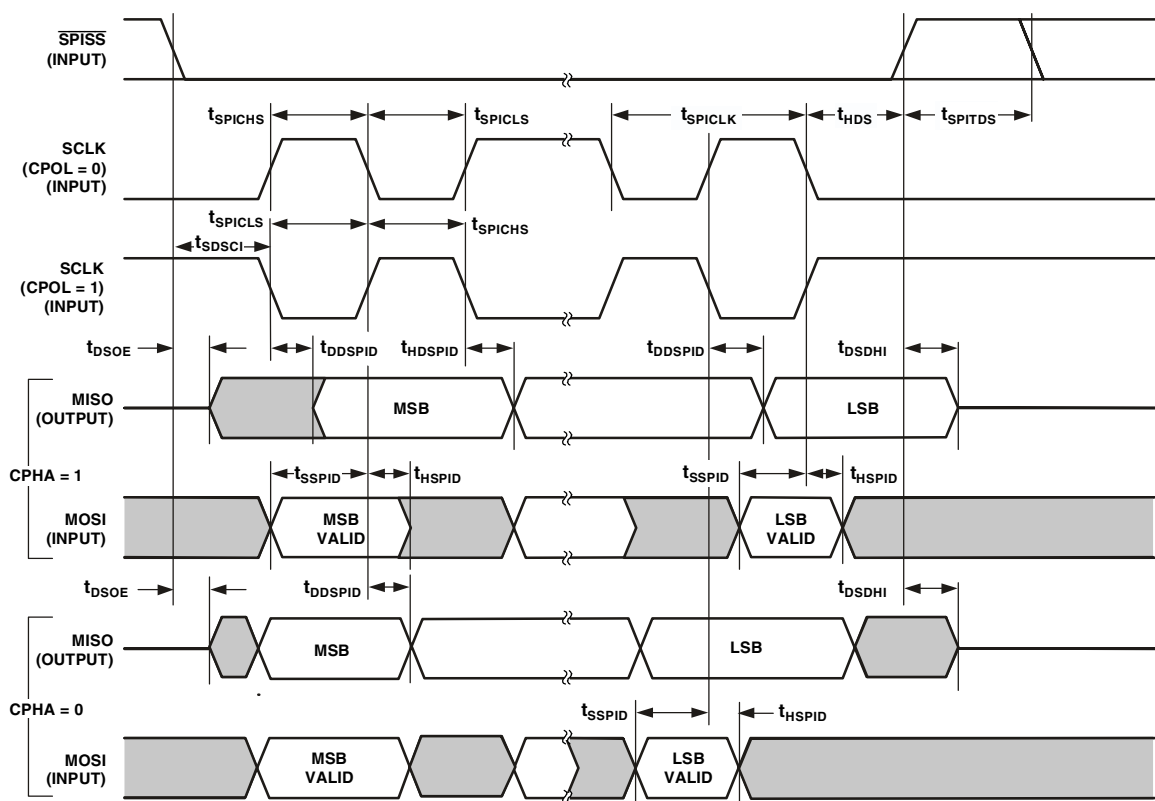 SPISS
(INPUT)
tSPICHS
tSPICLS
tSPICLK
tHDS
tSPITDS
SCLK
(CPOL = 0)
(INPUT)
tSPICLS
tSPICHS
tSDSCI
SCLK
(CPOL = 1)
(INPUT)
tDSOE
tDDSPID
tHDSPID
tDDSPID
tDSDHI
MISO
(OUTPUT)
MSB
LSB
CPHA = 1
tSSPID
tHSPID
tSSPID
tHSPID
MOSI
(INPUT)
MSB
VALID
LSB
VALID
tDSOE
tDDSPID
tDSDHI
MISO
(OUTPUT)
MSB
LSB
CPHA = 0
tSSPID
tHSPID
MOSI
(INPUT)
MSB
VALID
LSB
VALID